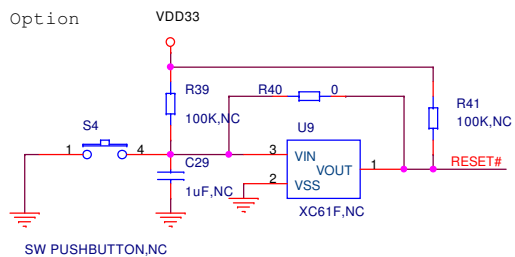 Option
VDD33
R39
100K,NC
R40
0
R41
100K,NC
S4
1
4
C29
1uF,NC
U9
3
VIN
VOUT
1
2
VSS
RESET#
XC61F,NC
SW PUSHBUTTON,NC